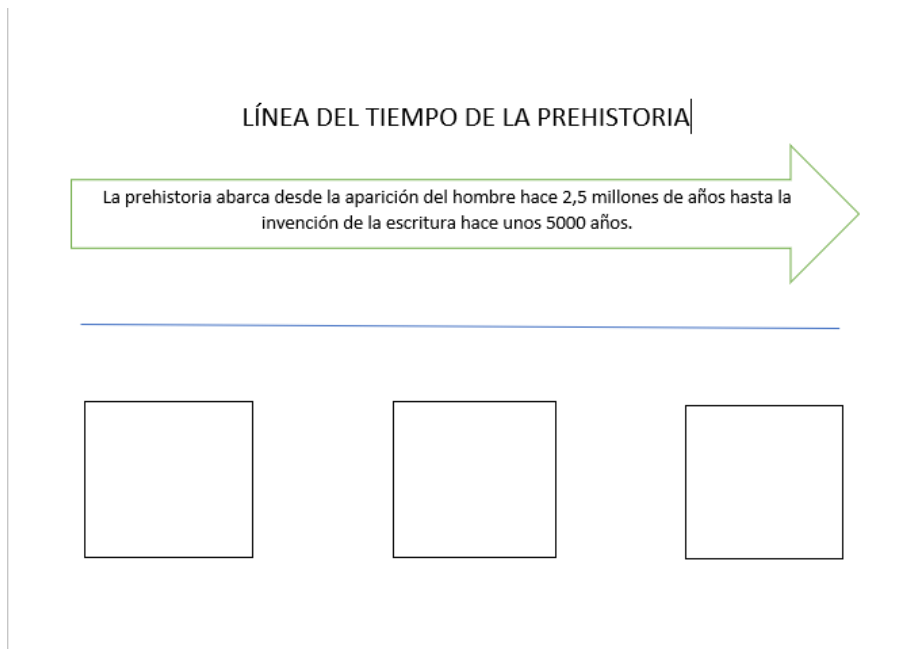 LÍNEA DEL TIEMPO DE LA PREHISTORIA
La prehistoria abarca desde la aparición del hombre hace 2,5 millones de años hasta la
invención de la escritura hace unos 5000 años.